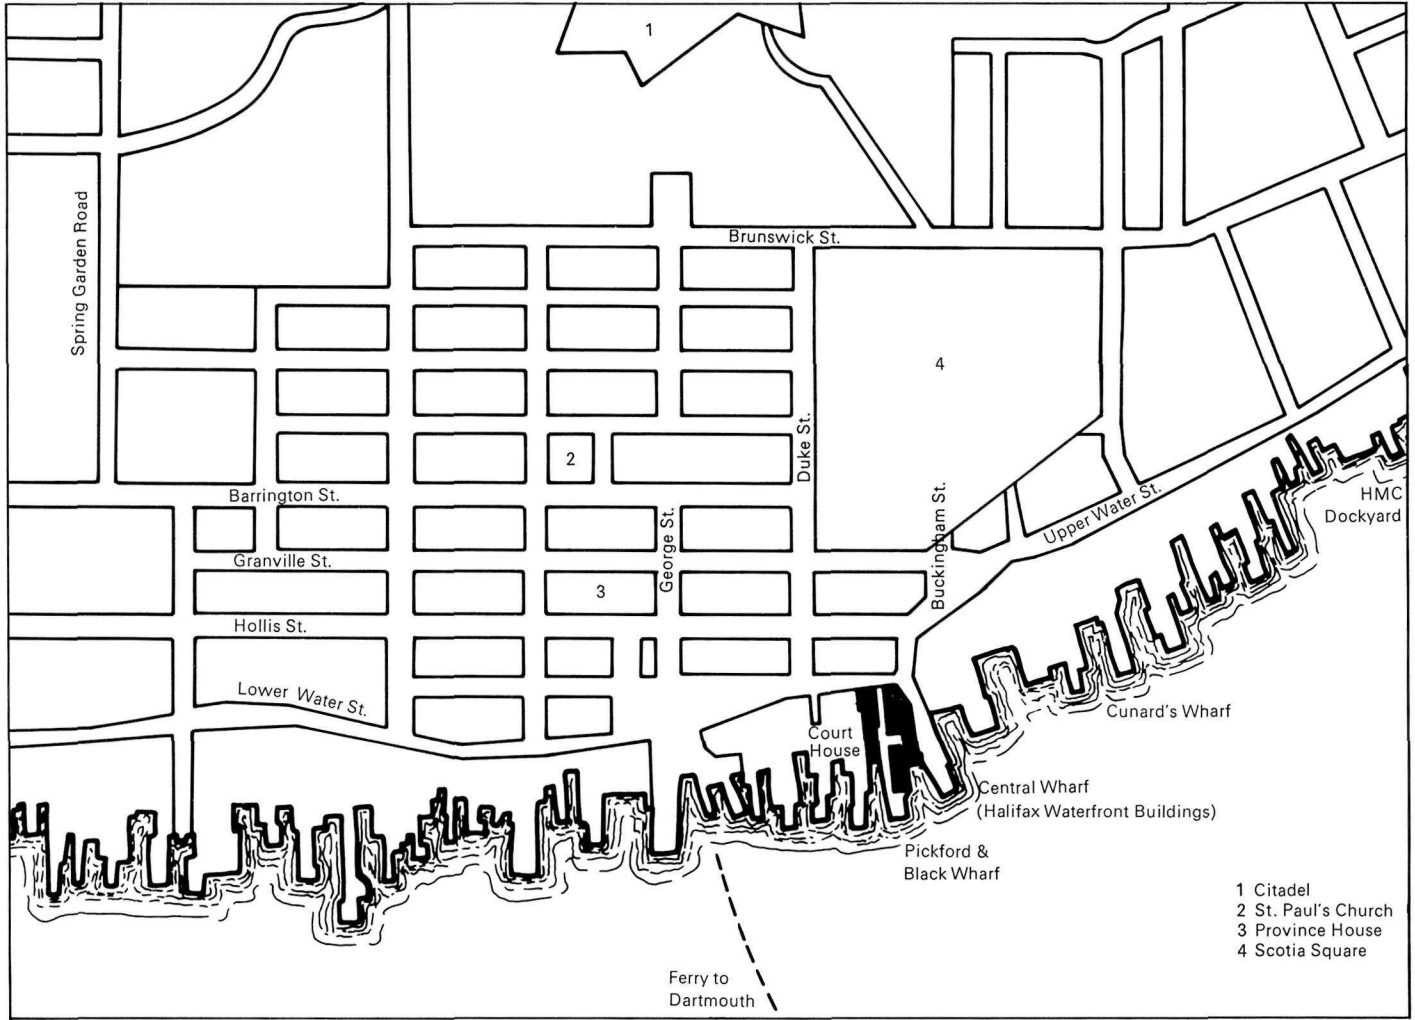 1
Brunswick St.
Spring Garden Road
4
Duke St.
2
Barrington St.
HMC
Dockyard
Upper Water St.
Buckingham St.
George St.
Granville St.
3
Hollis St.
Lower Water St.
Cunard's Wharf
Court
House
Central Wharf
(Halifax Waterfront Buildings)
Pickford &
Black Wharf
1 Citadel
2 St. Paul's Church
3 Province House
4 Scotia Square
Ferry to
Dartmouth